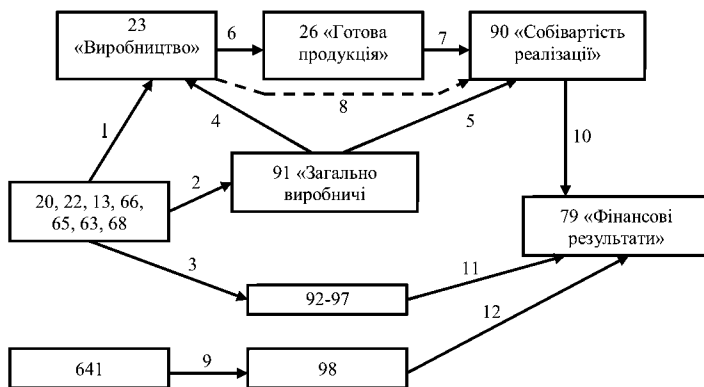 23
«Виробництво»
6
26 «Готова
продукція»
7
90 «Собівартість
реалізації»
8
1
4
5
10
20, 22, 13, 66,
65, 63, 68
2
91 «Загально
виробничі
79 «Фінансові
результати»
3
92-97
11
12
641
9
98